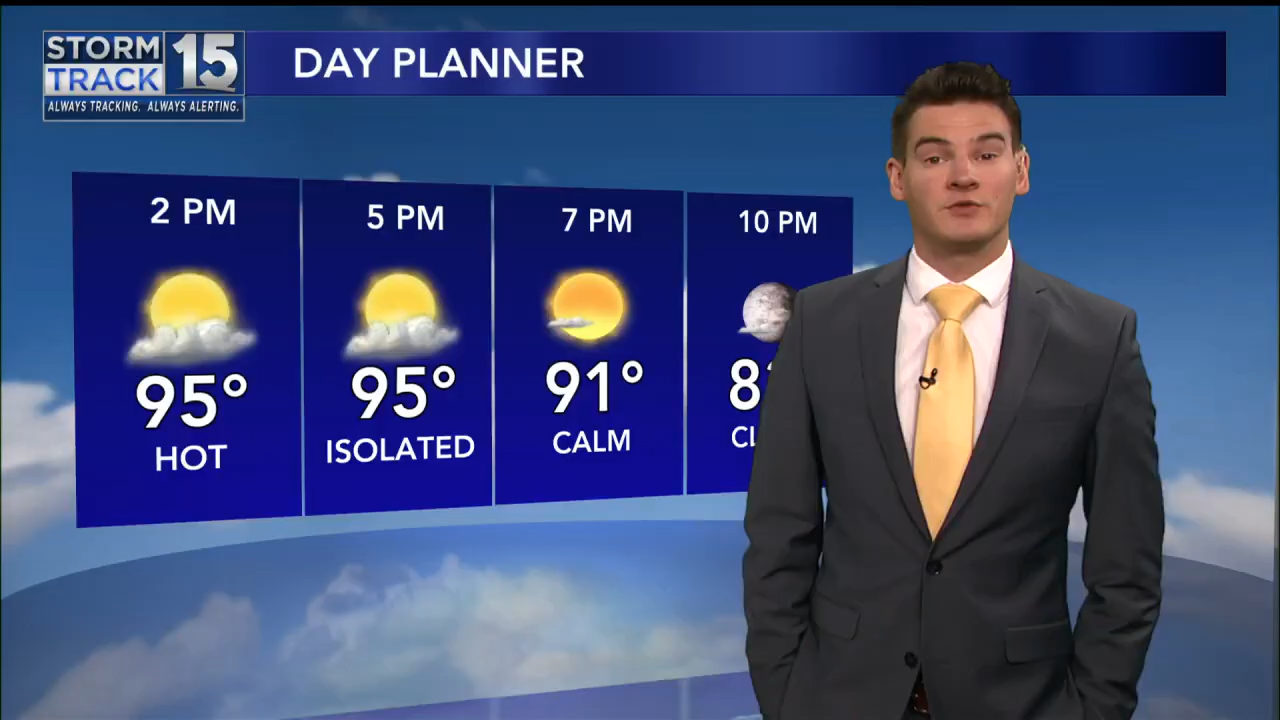 STORM
TRACK
15
ALWAYS TRACKING. ALWAYS ALERTING.
DAY PLANNER
2 PM
95°
HOT
5 PM
95°
ISOLATED
7 PM
91°
CALM
10 PM